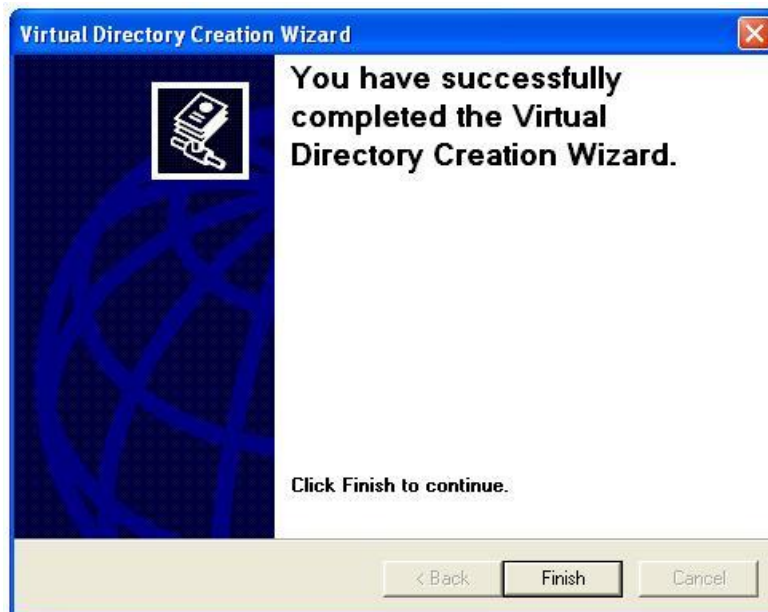 Virtual Directory Creation Wizard
You have successfully
completed the Virtual
Directory Creation Wizard.
Click Finish to continue.
< Back Finish Cancel